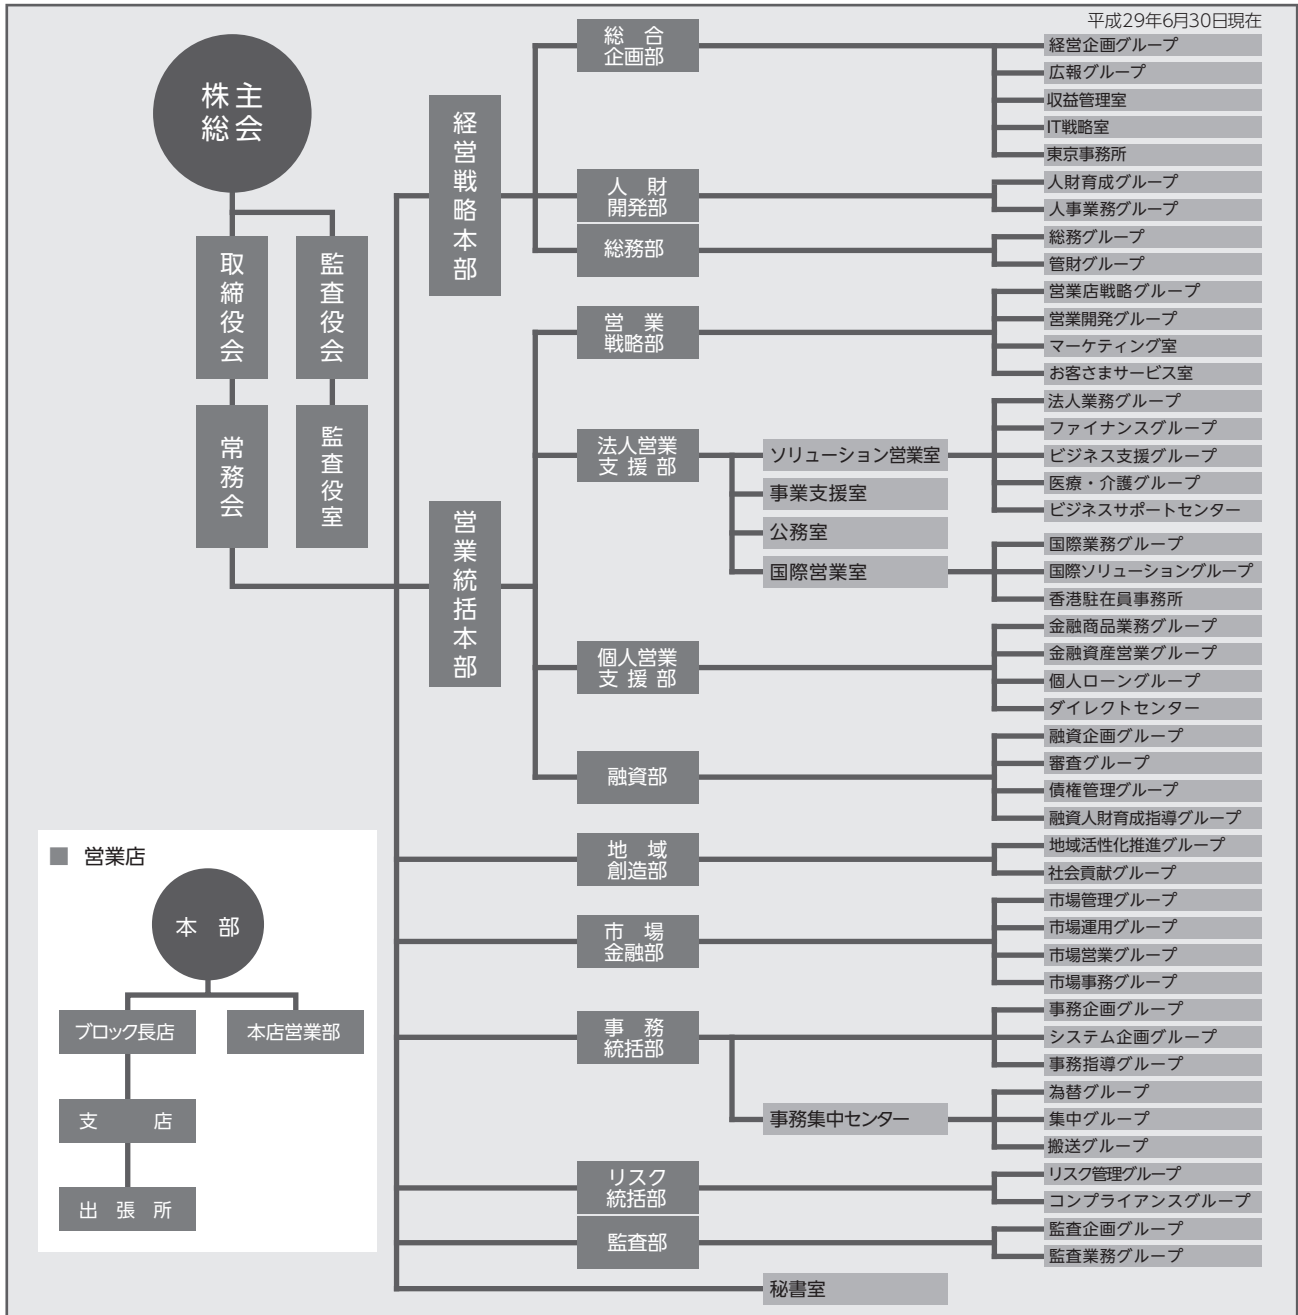 平成29年6月30日現在
株主
総会
取締役会
監査役会
常務会
監査役室
経営戦略本部
総合
企画部
経営企画グループ
広報グループ
収益管理室
IT戦略室
東京事務所
人財
開発部
人財育成グループ
人事業務グループ
総務部
総務グループ
管財グループ
営業統括本部
営業
戦略部
営業店戦略グループ
営業開発グループ
マーケティング室
お客さまサービス室
法人営業
支援部
ソリューション営業室
法人業務グループ
ファイナンスグループ
ビジネス支援グループ
医療・介護グループ
ビジネスサポートセンター
事業支援室
公務室
国際営業室
国際業務グループ
国際ソリューショングループ
香港駐在員事務所
個人営業
支援部
金融商品業務グループ
金融資産営業グループ
個人ローングループ
ダイレクトセンター
融資部
融資企画グループ
審査グループ
債権管理グループ
融資人財育成指導グループ
地域
創造部
地域活性化推進グループ
社会貢献グループ
市場
金融部
市場管理グループ
市場運用グループ
市場営業グループ
市場事務グループ
事務
統括部
事務企画グループ
システム企画グループ
事務指導グループ
事務集中センター
為替グループ
集中グループ
搬送グループ
リスク
統括部
リスク管理グループ
コンプライアンスグループ
監査部
監査企画グループ
監査業務グループ
秘書室
■ 営業店
本部
ブロック長店
本店営業部
支店
出張所